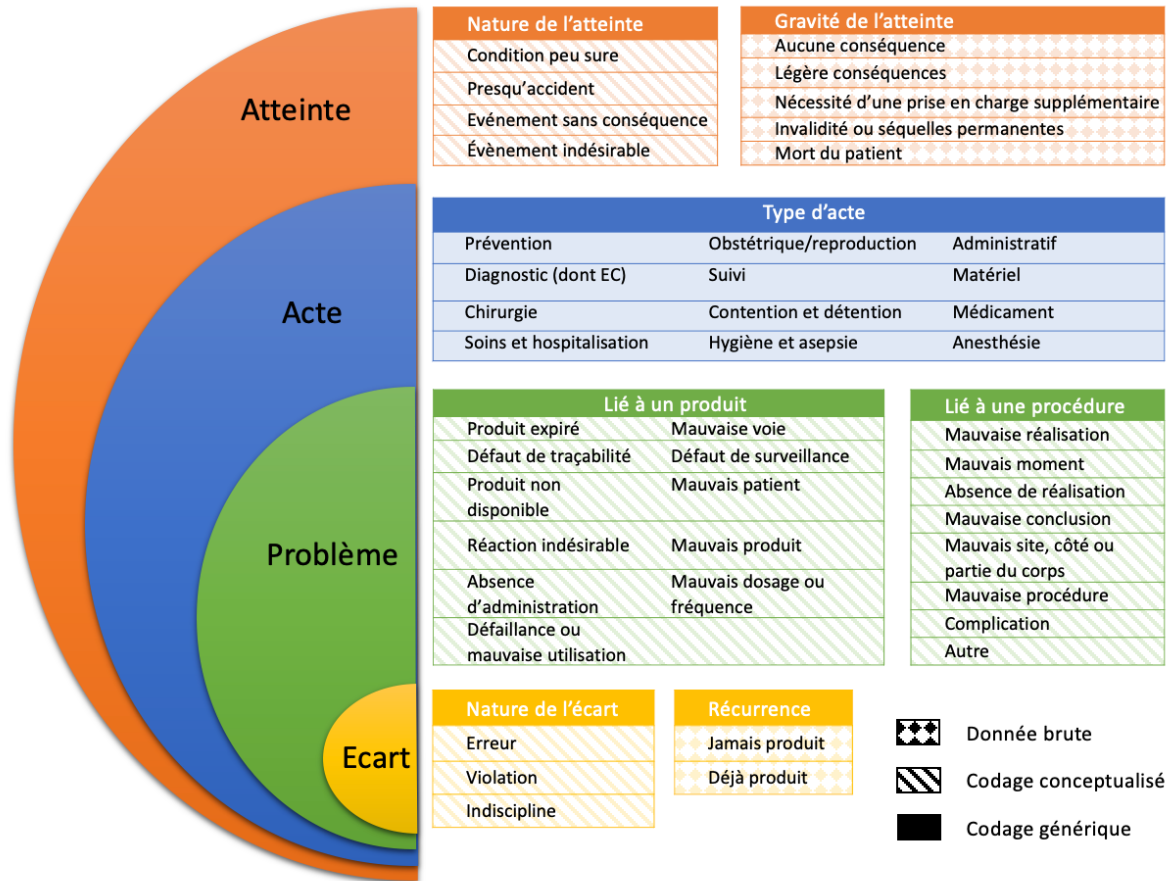 Atteinte
Acte
Problème
Ecart
Nature de l'atteinte
Condition peu sure
Presqu'accident
Evénement sans conséquence
Évènement indésirable
Gravité de l'atteinte
Aucune conséquence
Légère conséquences
Nécessité d'une prise en charge supplémentaire
Invalidité ou séquelles permanentes
Mort du patient
Type d'acte
Prévention
Obstétrique/reproduction
Administratif
Diagnostic (dont EC)
Suivi
Matériel
Chirurgie
Contention et détention
Médicament
Soins et hospitalisation
Hygiène et asepsie
Anesthésie
Lié à un produit
Produit expiré
Mauvaise voie
Défaut de traçabilité
Défaut de surveillance
Produit non
disponible
Mauvais patient
Réaction indésirable
Mauvais produit
Absence
d'administration
Mauvais dosage ou
fréquence
Défaillance ou
mauvaise utilisation
Lié à une procédure
Mauvaise réalisation
Mauvais moment
Absence de réalisation
Mauvaise conclusion
Mauvais site, côté ou
partie du corps
Mauvaise procédure
Complication
Autre
Nature de l'écart
Erreur
Violation
Indiscipline
Récurrence
Jamais produit
Déjà produit
Donnée brute
Codage conceptualisé
Codage générique